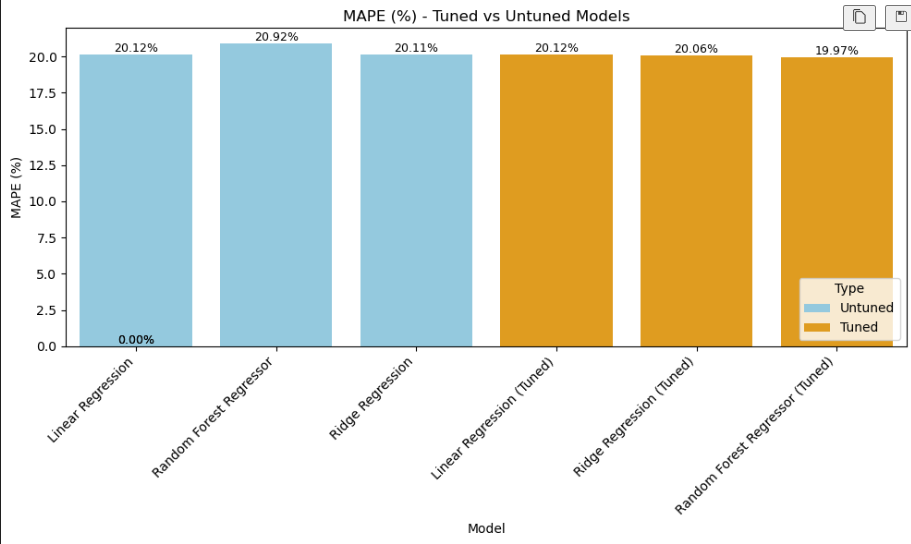 MAPE (%) - Tuned vs Untuned Models
20.12%
20.92%
20.11%
20.12%
20.06%
19.97%
20.0
17.5
15.0
12.5
10.0
7.5
5.0
2.5
0.0
MAPE (%)
0.00%
Type
Untuned
Tuned
Linear Regression
Random Forest Regressor
Ridge Regression
Linear Regression (Tuned)
Ridge Regression (Tuned)
Random Forest Regressor (Tuned)
Model